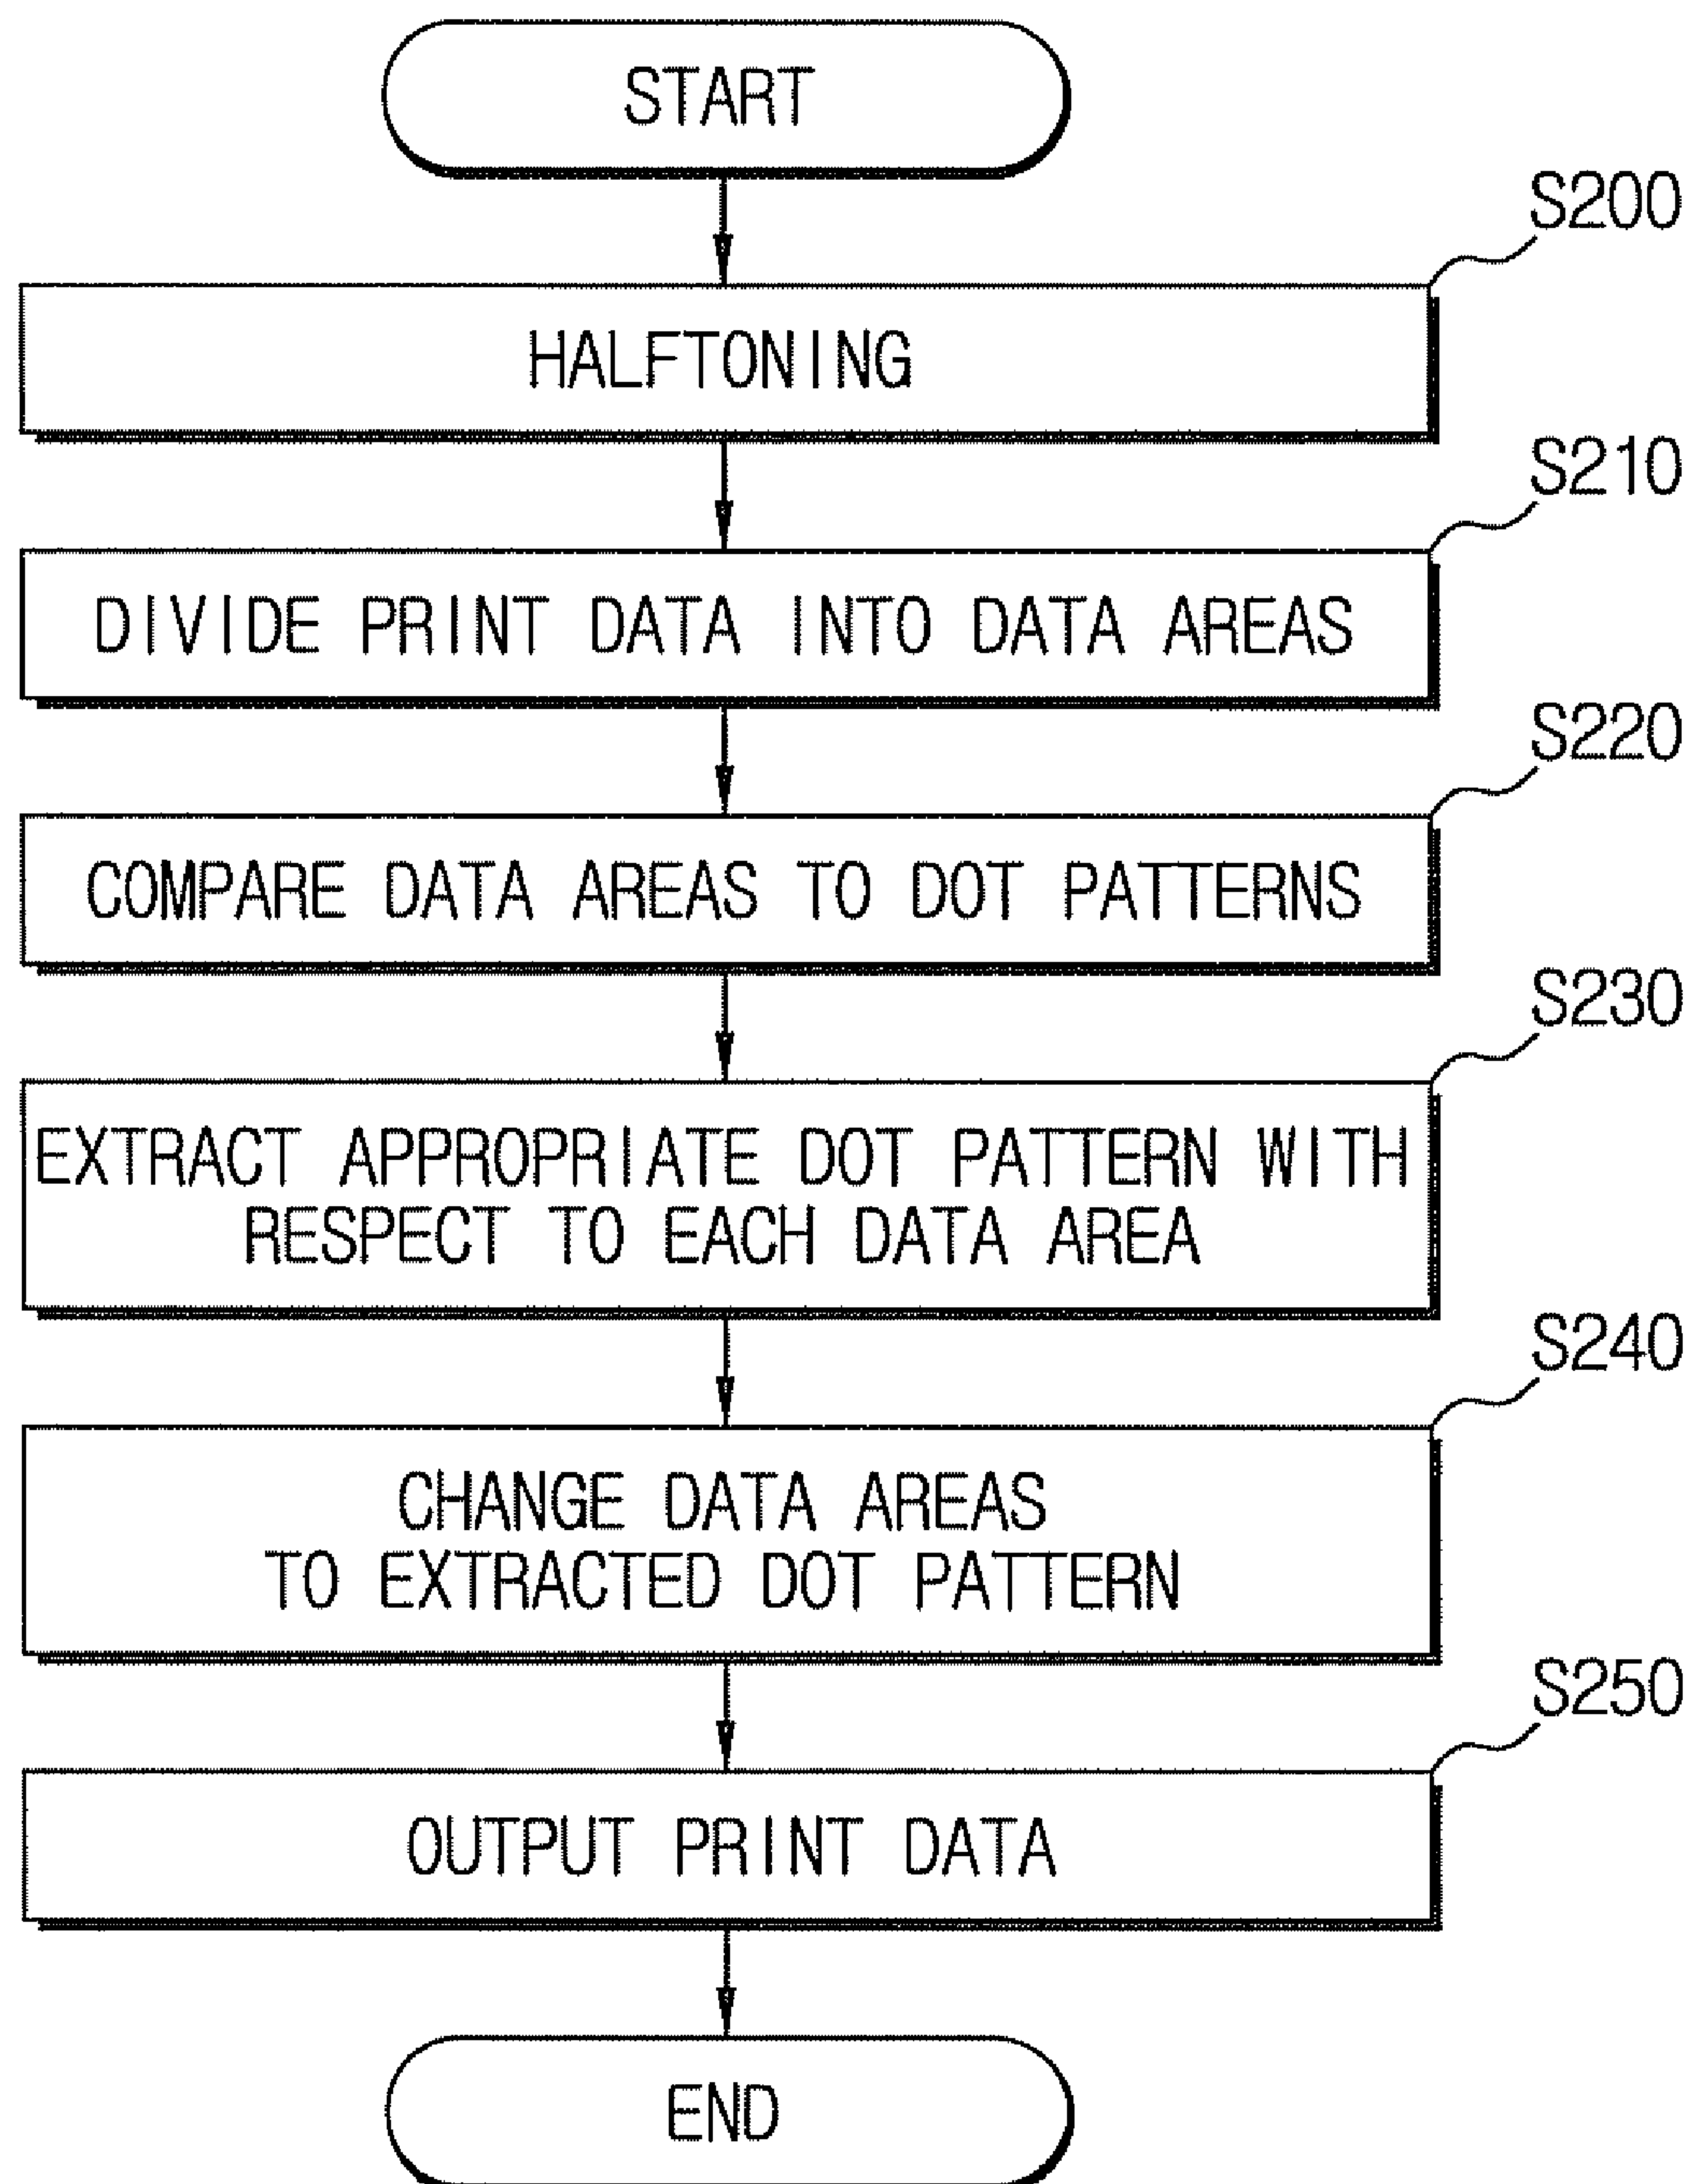 START
S200
HALFTONING
S210
DIVIDE PRINT DATA INTO DATA AREAS
S220
COMPARE DATA AREAS TO DOT PATTERNS
S230
EXTRACT APPROPRIATE DOT PATTERN WITH
RESPECT TO EACH DATA AREA
S240
CHANGE DATA AREAS
TO EXTRACTED DOT PATTERN
S250
OUTPUT PRINT DATA
END